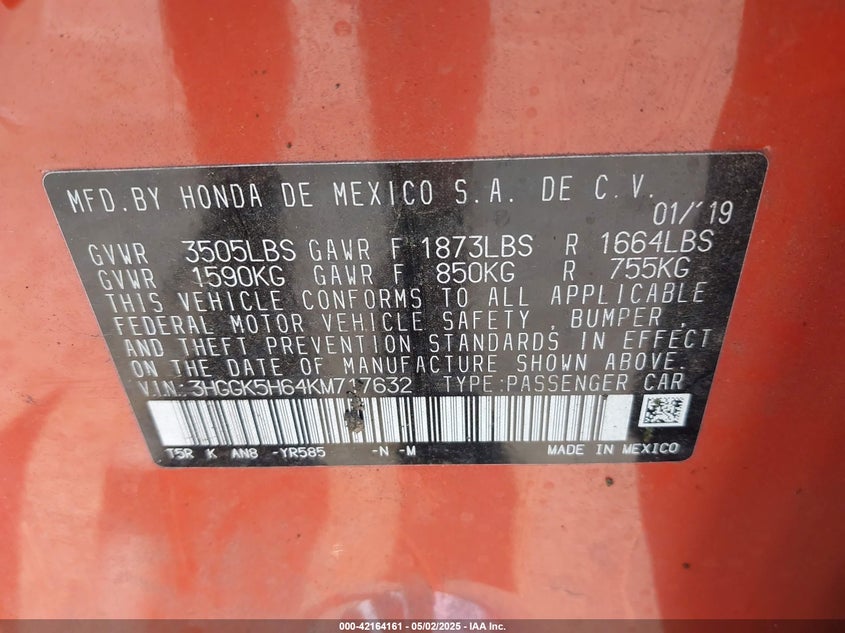 MFD.BY HONDA DE MEXICO S.A. DE C.V.
01/'19
GVWR 3505LBS GAWR F 1873LBS R 1664LBS
GVWR 1590KG GAWR F 850KG R 755KG
THIS VEHICLE CONFORMS TO ALL APPLICABLE
FEDERAL MOTOR VEHICLE SAFETY , BUMPER ,
AND THEFT PREVENTION STANDARDS IN EFFECT
ON THE DATE OF MANUFACTURE SHOWN ABOVE.
VIN:3HGGK5H64KM717632 TYPE:PASSENGER CAR
T5R K AN8 -YR585 -N -M MADE IN MEXICO
000-42164161 - 05/02/2025 - IAA Inc.